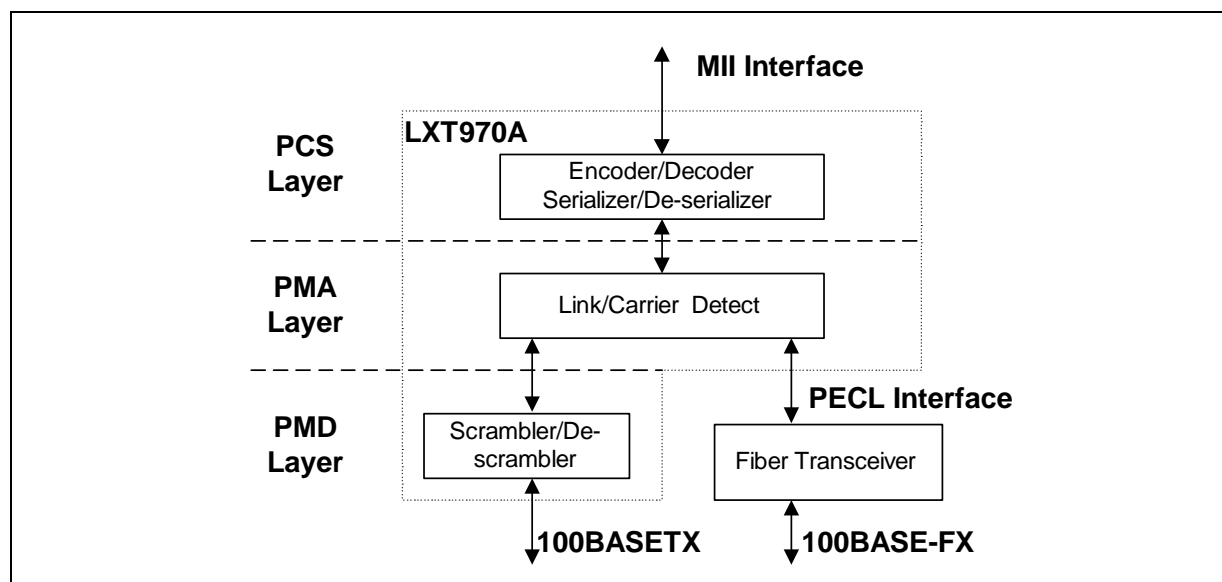 MII Interface
LXT970A
PCS
Layer
Encoder/Decoder
Serializer/De-serializer
PMA
Layer
Link/Carrier Detect
PECL Interface
PMD
Layer
Scrambler/De-
scrambler
Fiber Transceiver
100BASETX
100BASE-FX